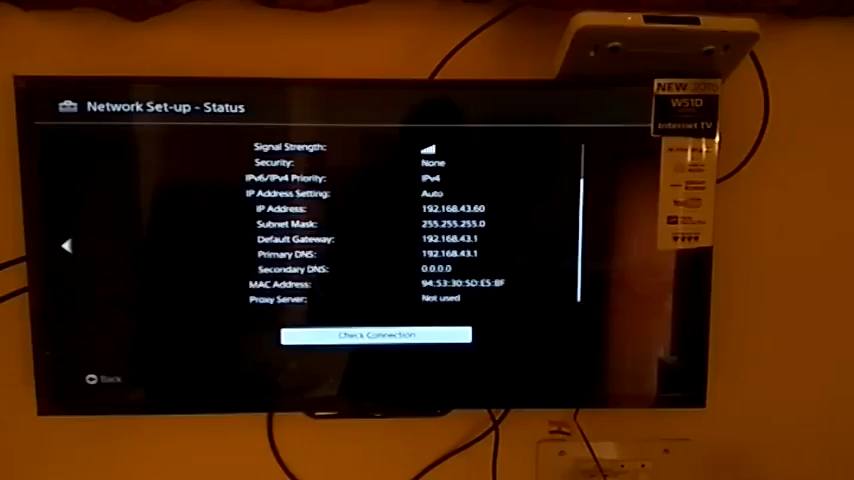 Network Set-up - Status
Signal Strength:
Security: None
IPv6/IPv4 Priority: IPv4
IP Address Setting: Auto
IP Address: 192.168.43.60
Subnet Mask: 255.255.255.0
Default Gateway: 192.168.43.1
Primary DNS: 192.168.43.1
Secondary DNS: 0.0.0.0
MAC Address: 94:53:30:5D:E5:BF
Proxy Server: Not used
Check Connection
Back
NEW 2016
W51D
Internet TV